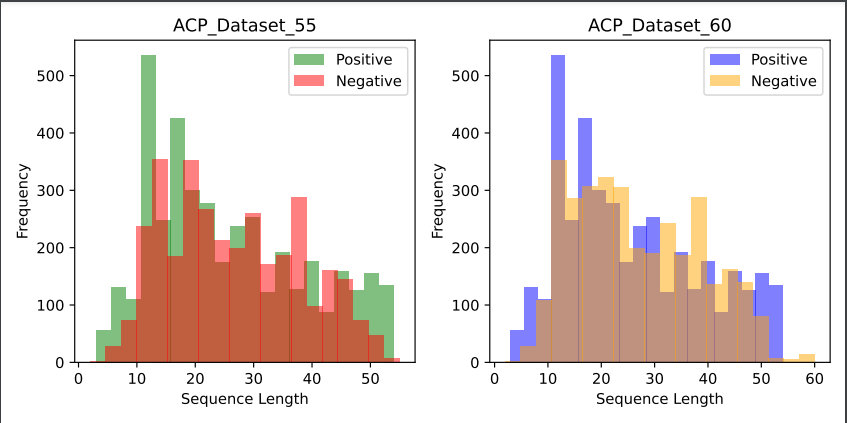 ACP_Dataset_55
Positive
Negative
Frequency
500
400
300
200
100
0
0 10 20 30 40 50
Sequence Length
ACP_Dataset_60
Positive
Negative
Frequency
500
400
300
200
100
0
0 10 20 30 40 50 60
Sequence Length